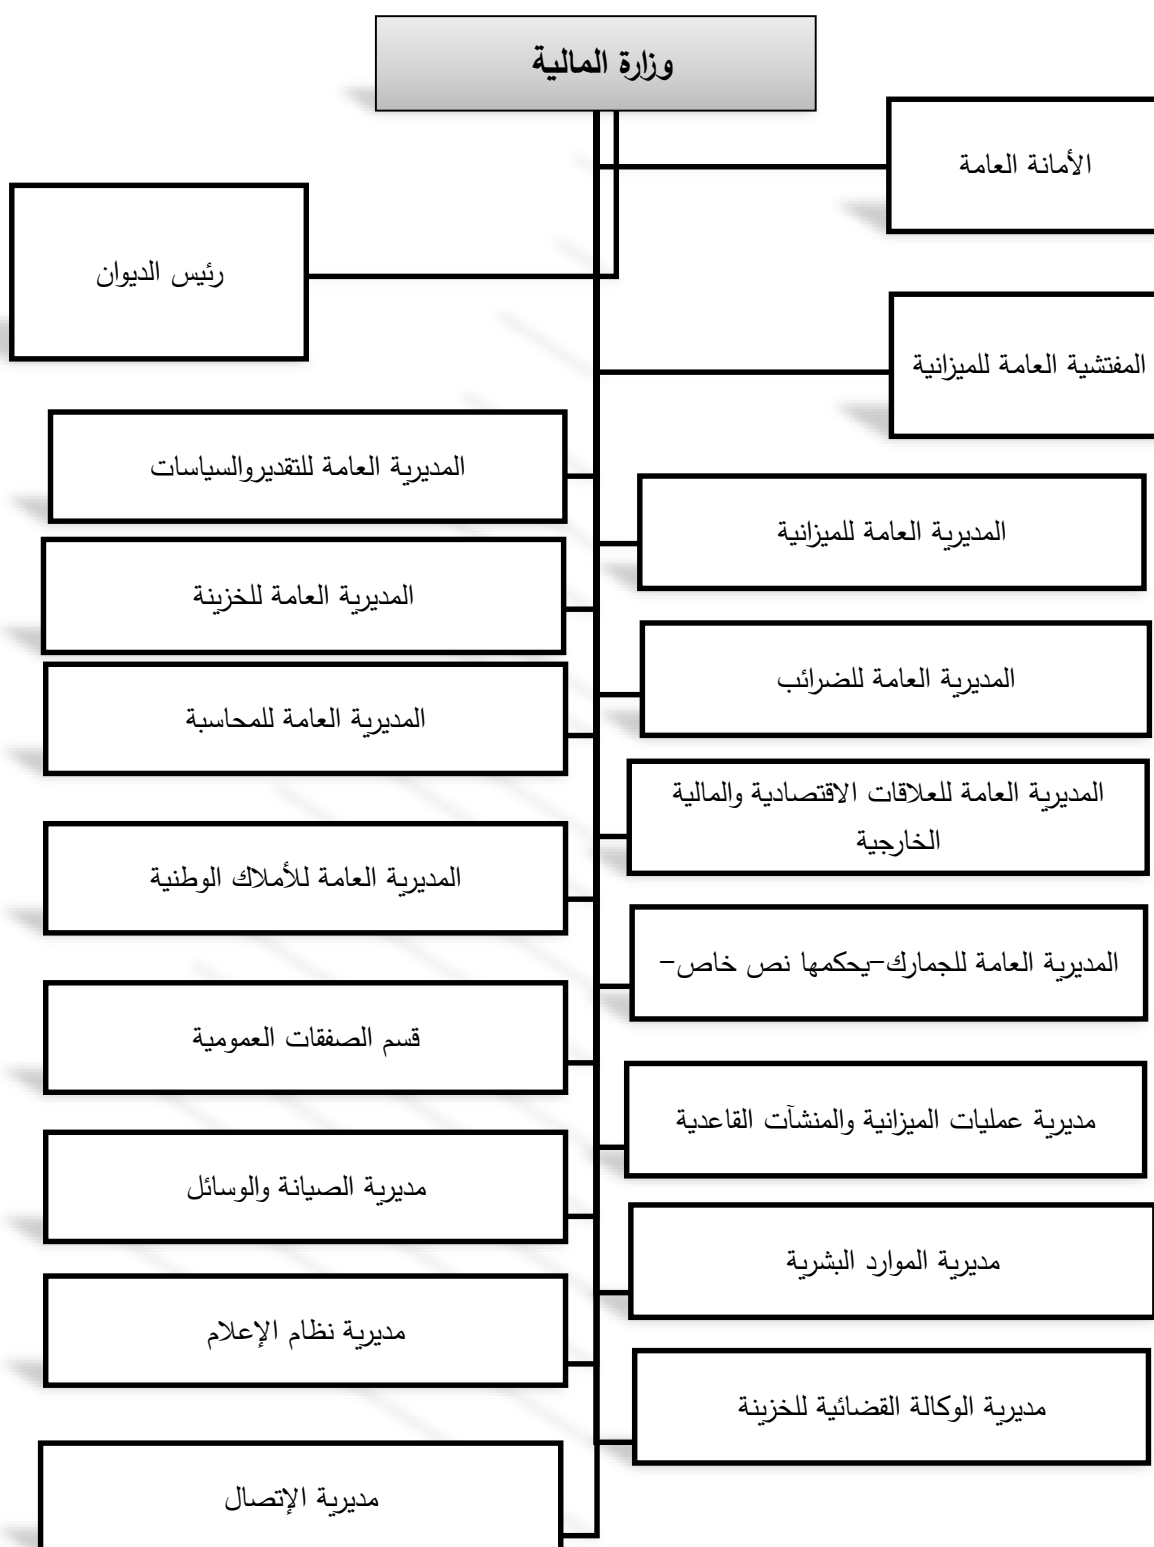 وزارة المالية
الأمانة العامة
رئيس الديوان
المفتشية العامة للميزانية
المديرية العامة للتقديروالسياسات
المديرية العامة للميزانية
المديرية العامة للخزينة
المديرية العامة للضرائب
المديرية العامة للمحاسبة
المديرية العامة للعلاقات الاقتصادية والمالية
الخارجية
المديرية العامة للأملاك الوطنية
المديرية العامة للجمارك-يحكمها نص خاص-
قسم الصفقات العمومية
مديرية عمليات الميزانية والمنشآت القاعدية
مديرية الصيانة والوسائل
مديرية الموارد البشرية
مديرية نظام الإعلام
مديرية الوكالة القضائية للخزينة
مديرية الإتصال